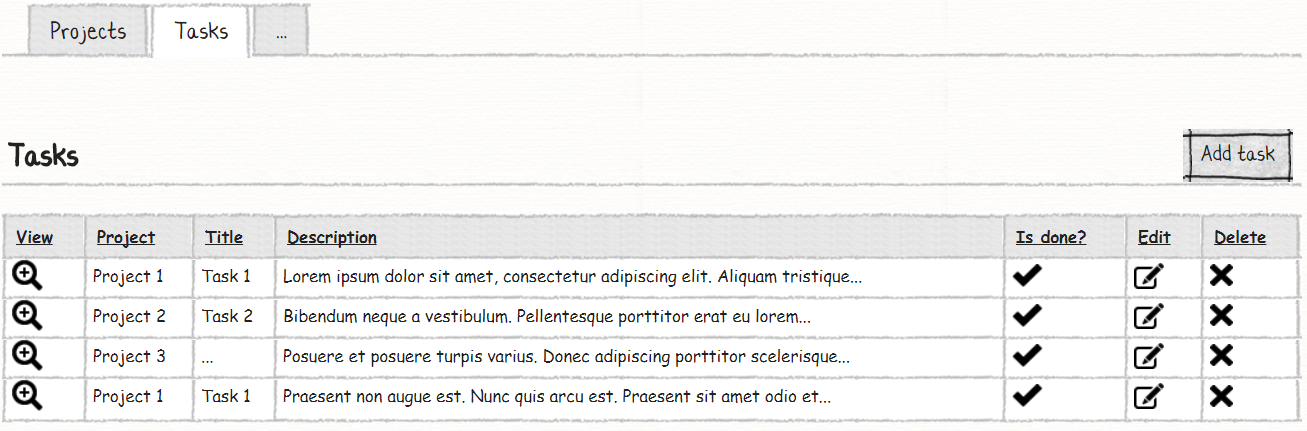 Projects Tasks ...
Tasks Add task
View Project Title Description Is done? Edit Delete
Project 1 Task 1 Lorem ipsum dolor sit amet, consectetur adipiscing elit. Aliquam tristique...
Project 2 Task 2 Bibendum neque a vestibulum. Pellentesque porttitor erat eu lorem...
Project 3 ... Posuere et posuere turpis varius. Donec adipiscing porttitor scelerisque...
Project 1 Task 1 Praesent non augue est. Nunc quis arcu est. Praesent sit amet odio et...